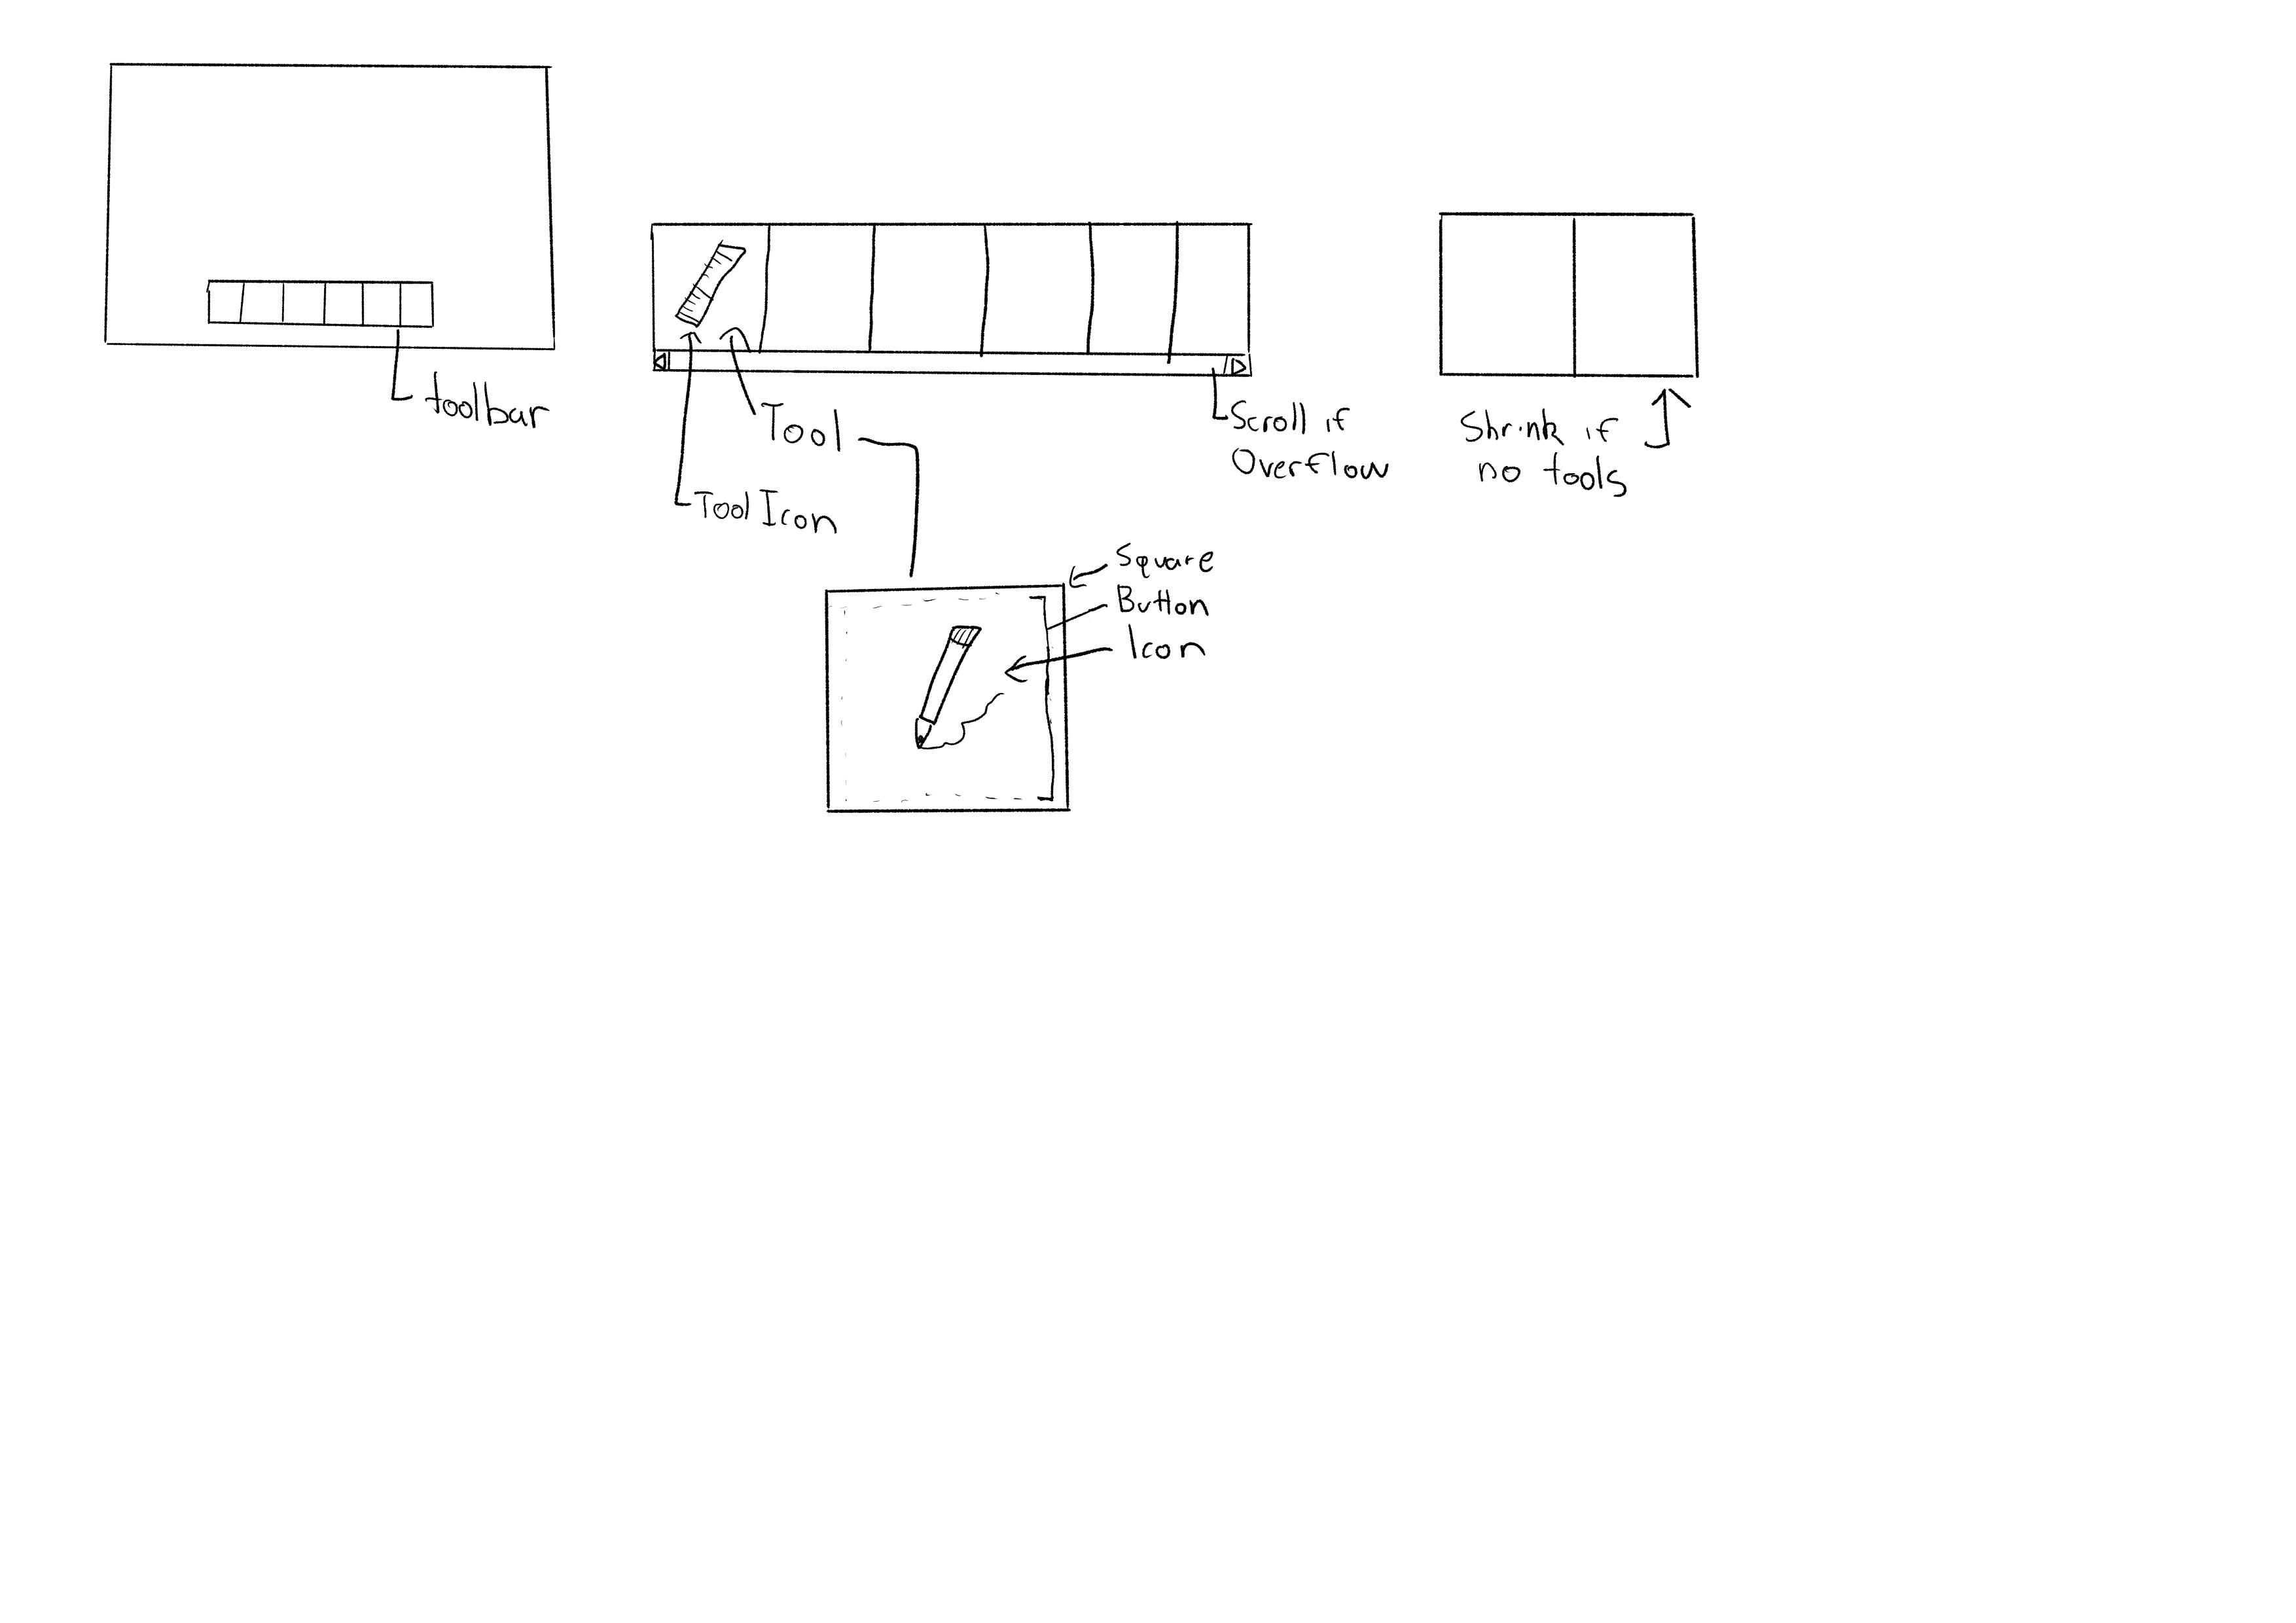 toolbar
Tool
Tool Icon
Scroll if
Overflow
Shrink if
no tools
Square
Button
Icon